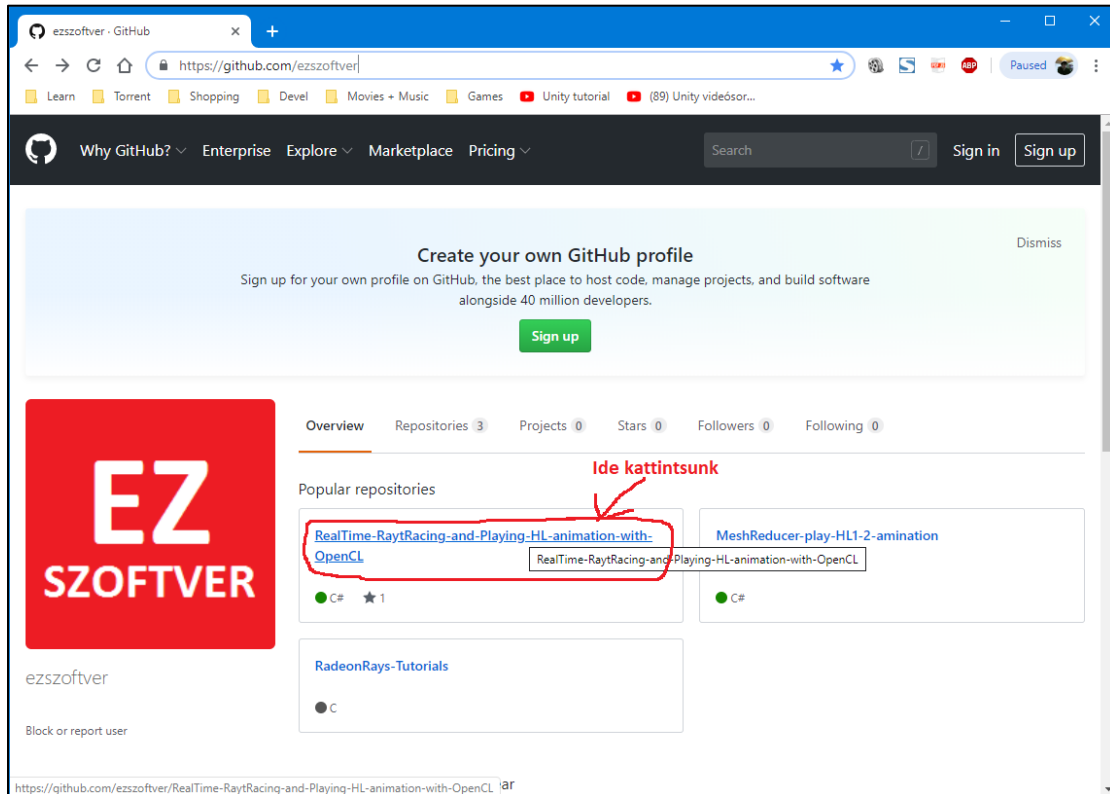 ezszoftver · GitHub
https://github.com/ezszoftver
ABP
Paused
Learn Torrent Shopping Devel Movies + Music Games Unity tutorial (89) Unity videósor...
Why GitHub? Enterprise Explore Marketplace Pricing Search / Sign in Sign up
Dismiss
Create your own GitHub profile
Sign up for your own profile on GitHub, the best place to host code, manage projects, and build software
alongside 40 million developers.
Sign up
EZ
SZOFTVER
ezszoftver
Block or report user
Overview Repositories 3 Projects 0 Stars 0 Followers 0 Following 0
Ide kattintsunk
Popular repositories
RealTime-RaytRacing-and-Playing-HL-animation-with-
OpenCL
RealTime-RaytRacing-and-Playing-HL-animation-with-OpenCL
C# 1
MeshReducer-play-HL1-2-amination
C#
RadeonRays-Tutorials
C
https://github.com/ezszoftver/RealTime-RaytRacing-and-Playing-HL-animation-with-OpenCL